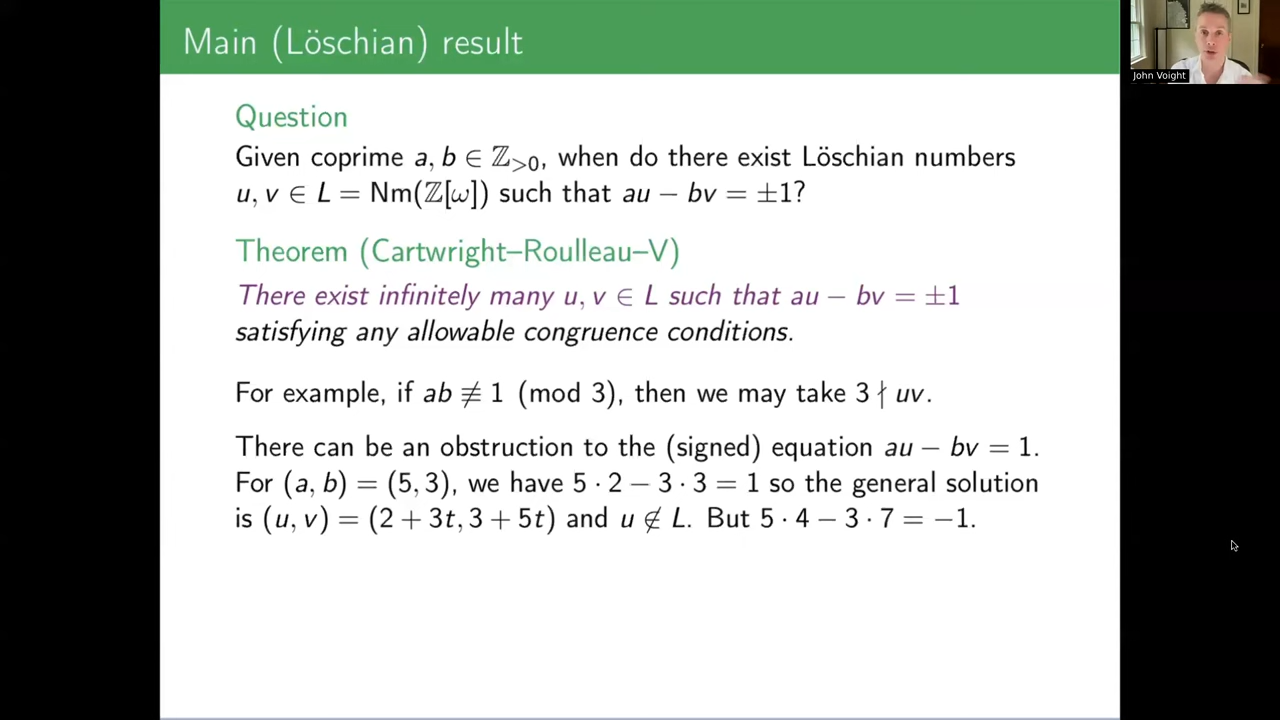 Main (Löschian) result
John Voight
Question
Given coprime a, b ∈ ℤ>0, when do there exist Löschian numbers
u, v ∈ L = Nm(ℤ[ω]) such that au − bv = ±1?
Theorem (Cartwright–Roulleau–V)
There exist infinitely many u, v ∈ L such that au − bv = ±1
satisfying any allowable congruence conditions.
For example, if ab ≢ 1 (mod 3), then we may take 3 ∤ uv.
There can be an obstruction to the (signed) equation au − bv = 1.
For (a, b) = (5, 3), we have 5 · 2 − 3 · 3 = 1 so the general solution
is (u, v) = (2 + 3t, 3 + 5t) and u ∉ L. But 5 · 4 − 3 · 7 = −1.